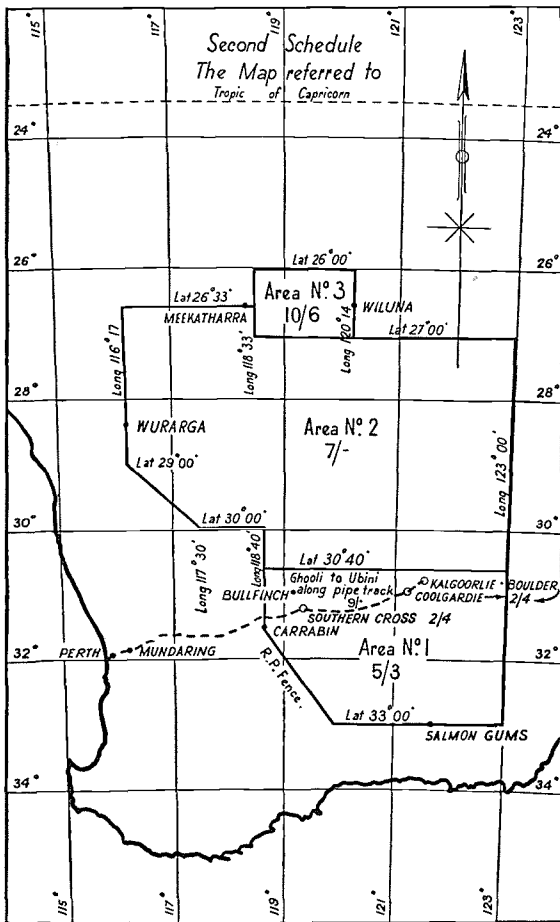 115°
117°
119°
121°
123°
Second Schedule
The Map referred to
Tropic of Capricorn
24°
24°
26°
26°
Lat 26°00'
Lat 26°33'
Area Nº 3
10/6
MEEKATHARRA
WILUNA
Long 116°17
Long 118°33'
Long 120°14
Lat 27°00'
28°
28°
WURARGA
Area Nº 2
7/-
Long 123°00'
Lat 29°00'
Lat 30°00'
30°
30°
Long 117°30'
Long 118°40'
Lat 30°40'
Ghooli to Ubini
along pipe track
9/-
BULLFINCH
KALGOORLIE - BOULDER
COOLGARDIE
2/4
SOUTHERN CROSS 2/4
CARRABIN
PERTH
MUNDARING
32°
32°
Area Nº 1
5/3
R.P. Fence.
Lat 33°00'
SALMON GUMS
34°
34°
115°
117°
119°
121°
123°